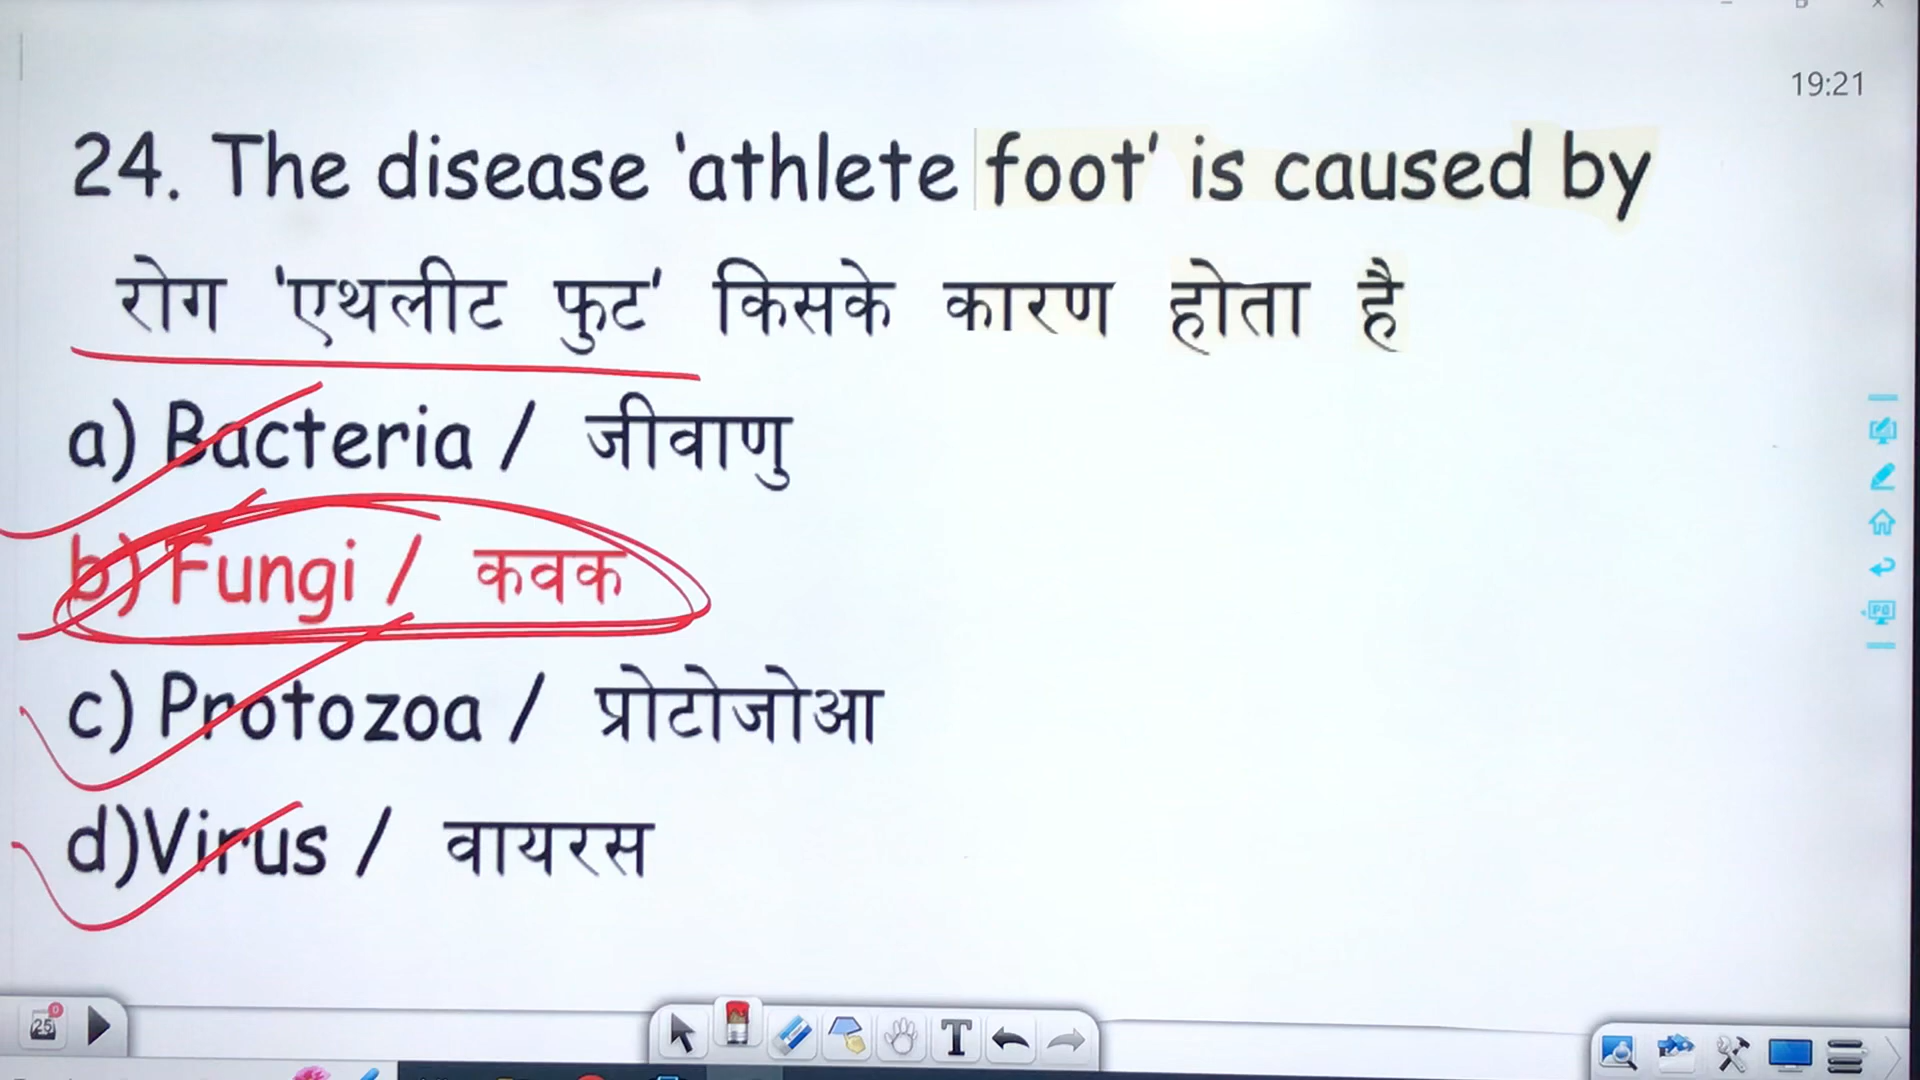 19:21
24. The disease 'athlete foot' is caused by
रोग 'एथलीट फुट' किसके कारण होता है
a) Bacteria / जीवाणु
b) Fungi / कवक
c) Protozoa / प्रोटोजोआ
d)Virus / वायरस
25
T